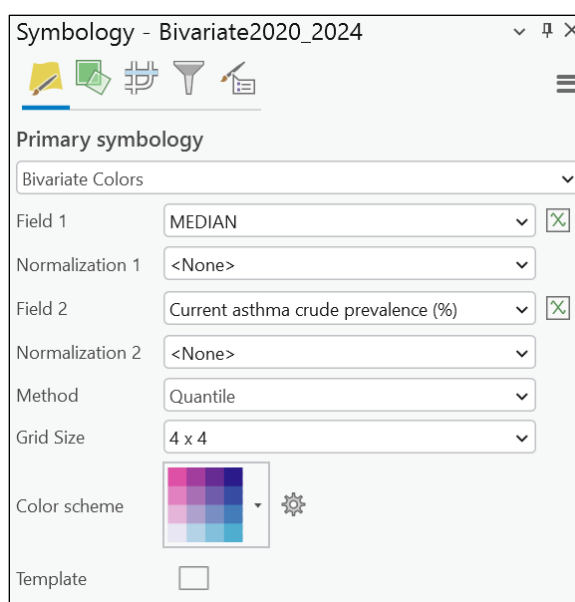 Symbology - Bivariate2020_2024
Primary symbology
Bivariate Colors
Field 1 MEDIAN
Normalization 1 <None>
Field 2 Current asthma crude prevalence (%)
Normalization 2 <None>
Method Quantile
Grid Size 4 x 4
Color scheme
Template